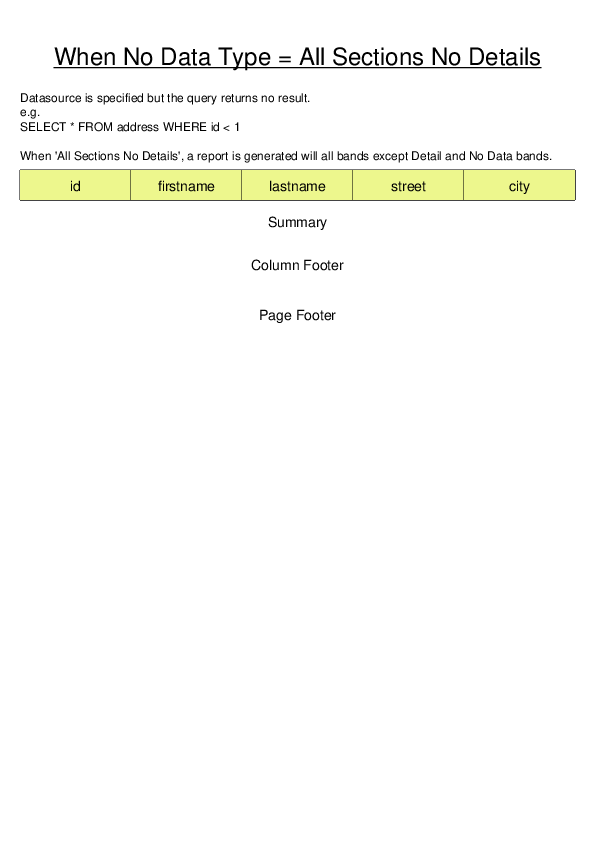 When No Data Type = All Sections No Details
Datasource is specified but the query returns no result.
e.g.
SELECT * FROM address WHERE id < 1
When 'All Sections No Details', a report is generated will all bands except Detail and No Data bands.
id firstname lastname street city
Summary
Column Footer
Page Footer